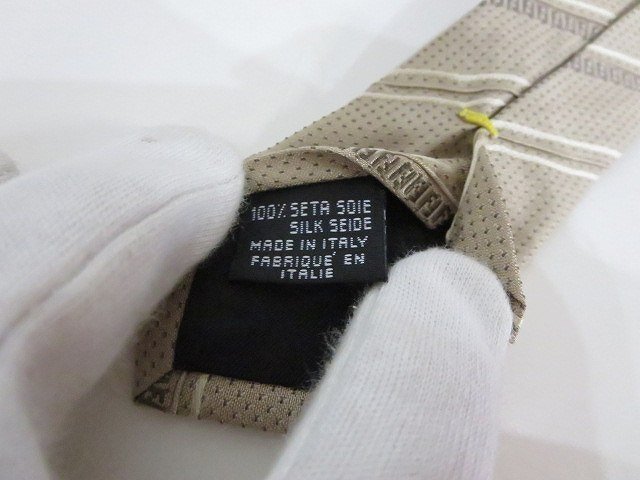 100% SETA SOIE
SILK SEIDE
MADE IN ITALY
FABRIQUE' EN
ITALIE